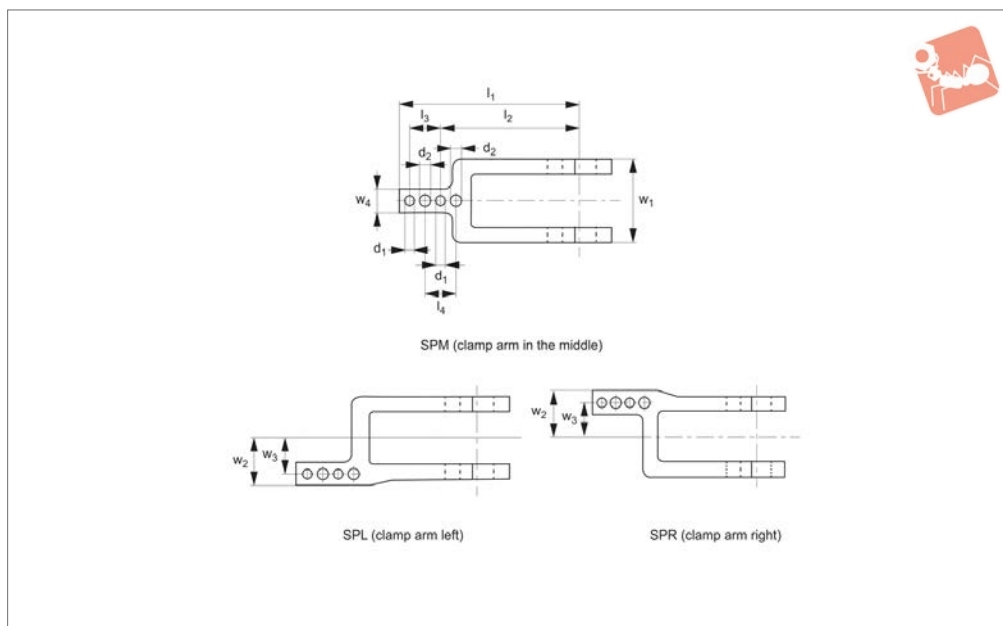 l₁
l₃ l₂
d₂ d₂
w₄ w₁
d₁ d₁
l₄
SPM (clamp arm in the middle)
w₂ w₃
w₂ w₃
SPL (clamp arm left)
SPR (clamp arm right)